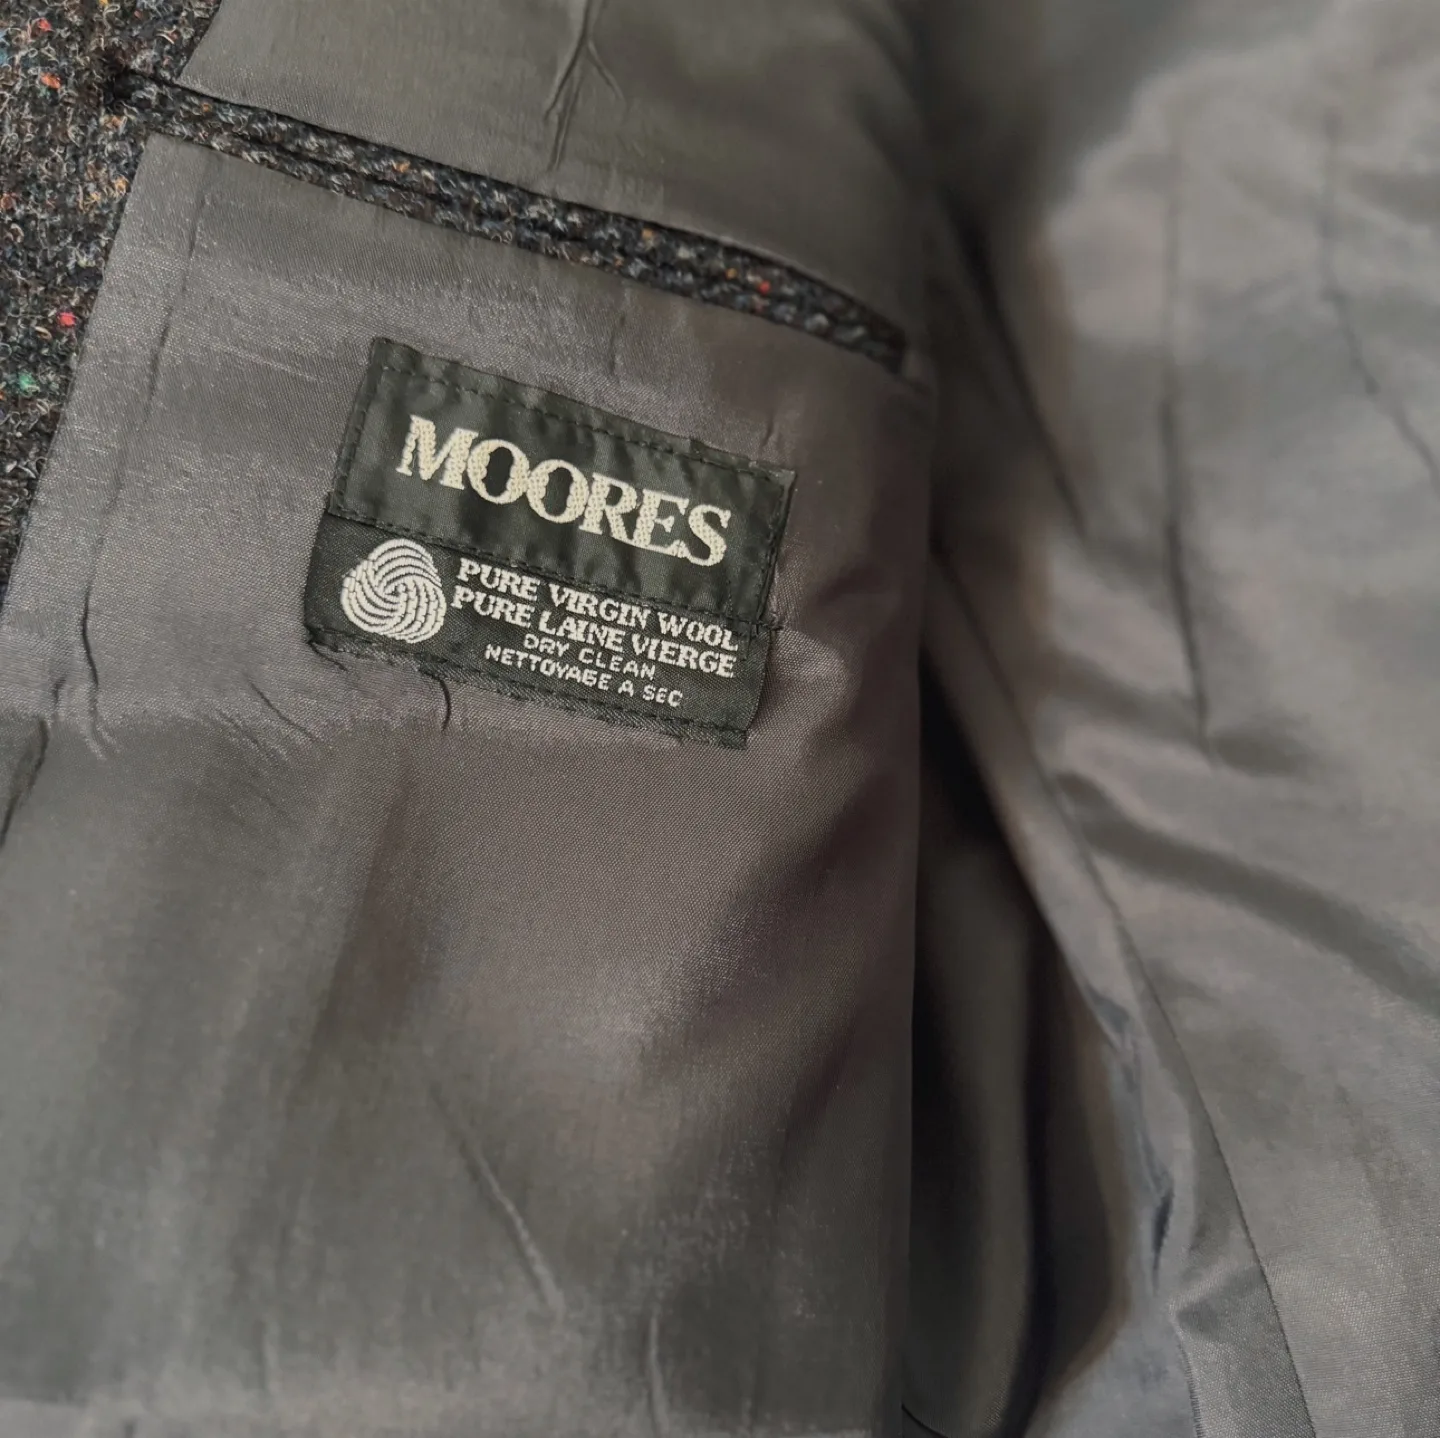 MOORES
PURE VIRGIN WOOL
PURE LAINE VIERGE
DRY CLEAN
NETTOYAGE A SEC